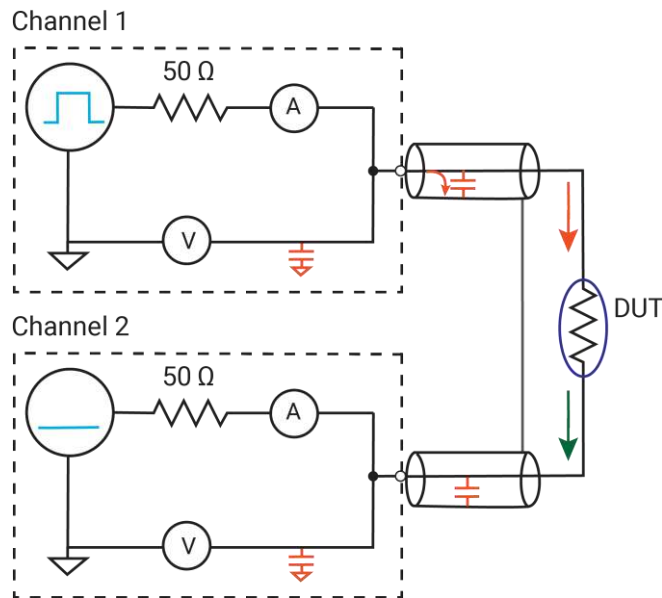 Channel 1
50 Ω
A
V
DUT
Channel 2
50 Ω
A
V